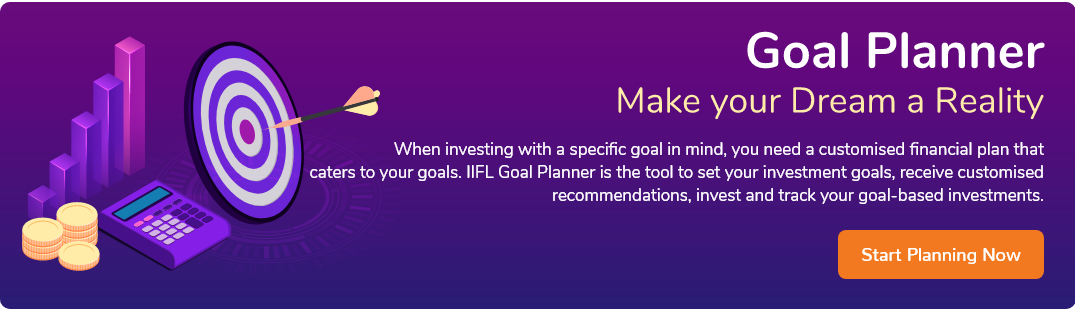 Goal Planner
Make your Dream a Reality
When investing with a specific goal in mind, you need a customised financial plan that
caters to your goals. IIFL Goal Planner is the tool to set your investment goals, receive customised
recommendations, invest and track your goal-based investments.
Start Planning Now